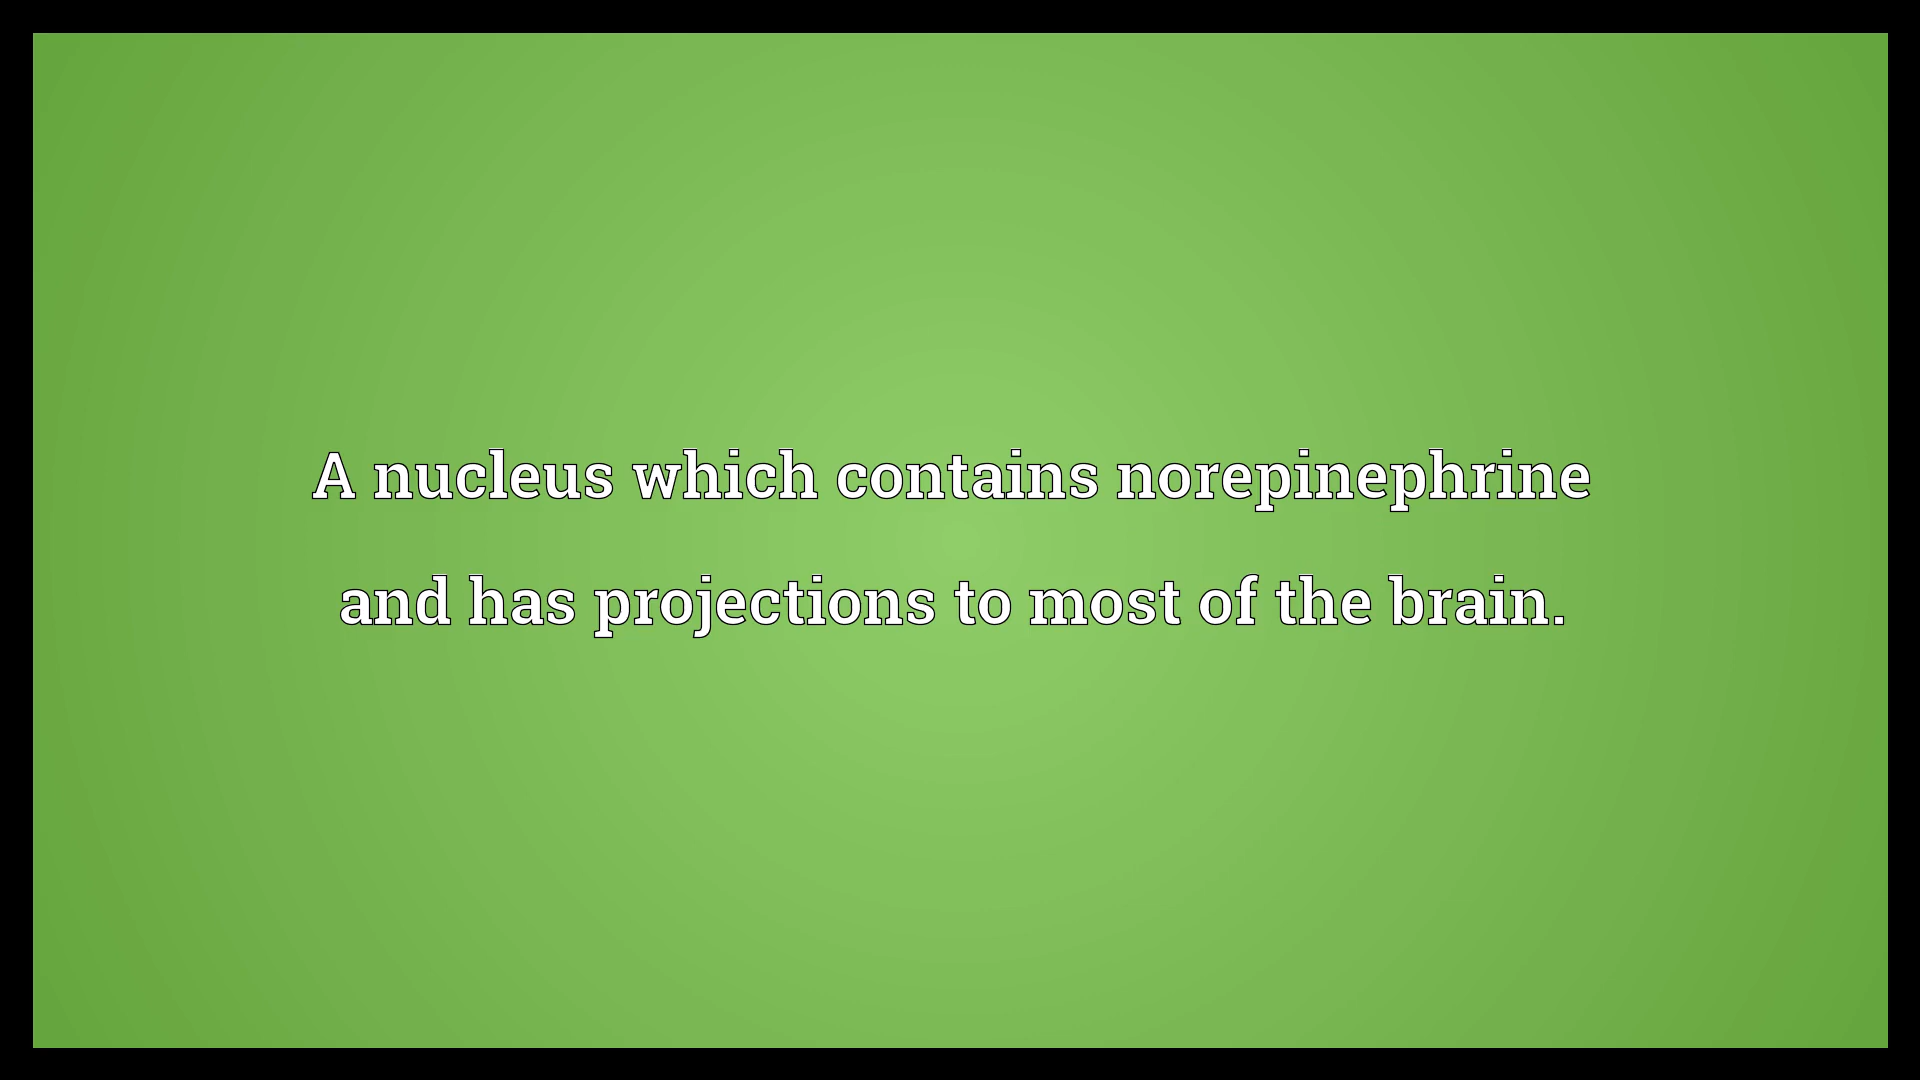 A nucleus which contains norepinephrine
and has projections to most of the brain.